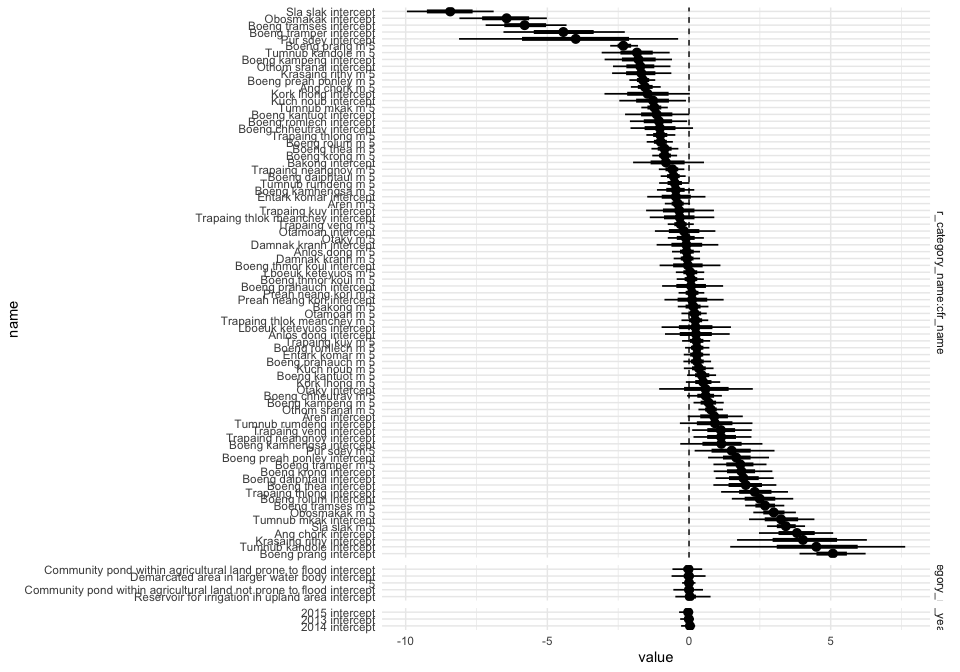 Sla slak intercept
Obosmakak intercept
Boeng tramses intercept
Boeng tramper intercept
Pur sdey intercept
Boeng prang m 5
Tumnub kandole m 5
Boeng kampeng intercept
Othom sranal intercept
Krasaing rithy m 5
Boeng preah ponley m 5
Ang chork m 5
Kork thong intercept
Kuch noub intercept
Tumnub mkak m 5
Boeng kantuot intercept
Boeng romlech intercept
Boeng chheutray intercept
Trapaing thlong m 5
Boeng rolum m 5
Boeng thea m 5
Boeng krong m 5
Bakong intercept
Trapaing neangnoy m 5
Boeng daiphtaul m 5
Tumnub rumdeng m 5
Boeng kamhengsa m 5
Entark komar intercept
Aren m 5
Trapaing kuy intercept
Trapaing thlok meanchey intercept
Trapaing veng m 5
Otamoan intercept
Otaky m 5
Damnak kranh intercept
Anlos dong m 5
Damnak kranh m 5
Boeng thmor koul intercept
Lboeuk keteyuos m 5
Boeng thmor koul m 5
Boeng prahauch intercept
Preah neang korl m 5
Preah neang korl intercept
Bakong m 5
Otamoan m 5
Trapaing thlok meanchey m 5
Lboeuk keteyuos intercept
Anlos dong intercept
Trapaing kuy m 5
Boeng romlech m 5
Entark komar m 5
Boeng prahauch m 5
Kuch noub m 5
Boeng kantuot m 5
Kork thong m 5
Otaky intercept
Boeng chheutray m 5
Boeng kampeng m 5
Othom sranal m 5
Aren intercept
Tumnub rumdeng intercept
Trapaing veng intercept
Trapaing neangnoy intercept
Boeng kamhengsa intercept
Pur sdey m 5
Boeng preah ponley intercept
Boeng tramper m 5
Boeng krong intercept
Boeng daiphtaul intercept
Boeng thea intercept
Trapaing thlong intercept
Boeng rolum intercept
Boeng tramses m 5
Obosmakak m 5
Tumnub mkak intercept
Sla slak m 5
Ang chork intercept
Krasaing rithy intercept
Tumnub kandole intercept
Boeng prang intercept
r_category_name:cfr_name
Community pond within agricultural land prone to flood intercept
Demarcated area in larger water body intercept
5
Community pond within agricultural land not prone to flood intercept
Reservoir for irrigation in upland area intercept
2015 intercept
2013 intercept
2014 intercept
-10 -5 0 5
value
name